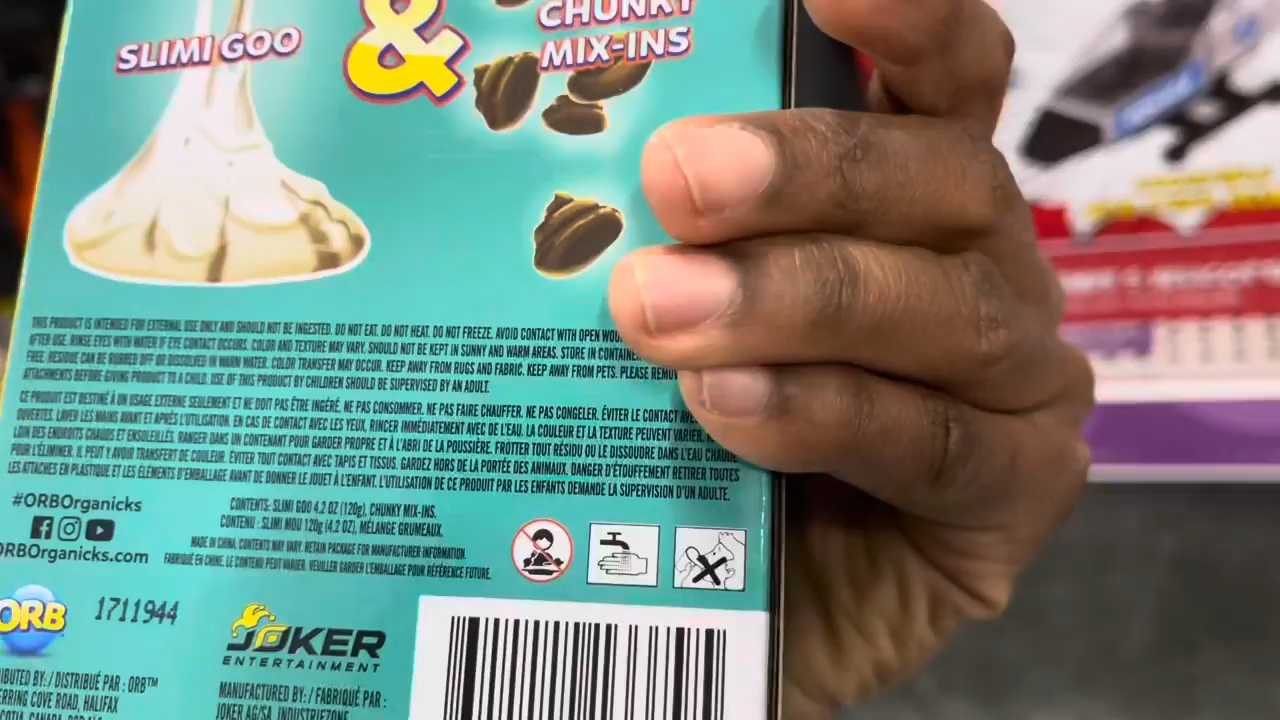 SLIMI GOO
&
CHUNKY
MIX-INS
THIS PRODUCT IS INTENDED FOR EXTERNAL USE ONLY AND SHOULD NOT BE INGESTED. DO NOT EAT. DO NOT HEAT. DO NOT FREEZE. AVOID CONTACT WITH OPEN
AFTER USE. RINSE EYES WITH WATER IF EYE CONTACT OCCURS. COLOR AND TEXTURE MAY VARY. SHOULD NOT BE KEPT IN SUNNY AND WARM AREAS. STORE IN
FREE. RESIDUE CAN BE RUBBED OFF OR DISSOLVED IN WARM WATER. COLOR TRANSFER MAY OCCUR. KEEP AWAY FROM RUGS AND FABRIC. KEEP AWAY FROM PETS. PLEASE
ATTACHMENTS BEFORE GIVING PRODUCT TO A CHILD. USE OF THIS PRODUCT BY CHILDREN SHOULD BE SUPERVISED BY AN ADULT.
CE PRODUIT EST DESTINÉ À UN USAGE EXTERNE SEULEMENT ET NE DOIT PAS ÊTRE INGÉRÉ. NE PAS CONSOMMER. NE PAS FAIRE CHAUFFER. NE PAS CONGELER. ÉVITER LE CONTACT
OUVERTES. LAVER LES MAINS AVANT ET APRÈS L'UTILISATION. EN CAS DE CONTACT AVEC LES YEUX, RINCER IMMÉDIATEMENT AVEC DE L'EAU. LA COULEUR ET LA TEXTURE PEUVENT VARIER.
LOIN DES ENDROITS CHAUDS ET ENSOLEILLÉS. RANGER DANS UN CONTENANT POUR GARDER PROPRE ET À L'ABRI DE LA POUSSIÈRE. FROTTER TOUT RÉSIDU OU LE DISSOUDRE DANS L'EAU CHAUDE
POUR L'ÉLIMINER. IL PEUT Y AVOIR TRANSFERT DE COULEUR. ÉVITER TOUT CONTACT AVEC TAPIS ET TISSUS. GARDEZ HORS DE LA PORTÉE DES ANIMAUX. DANGER D'ÉTOUFFEMENT RETIRER TOUTES
LES ATTACHES EN PLASTIQUE ET LES ÉLÉMENTS D'EMBALLAGE AVANT DE DONNER LE JOUET À L'ENFANT. L'UTILISATION DE CE PRODUIT PAR LES ENFANTS DEMANDE LA SUPERVISION D'UN ADULTE.
#ORBOrganicks
ORBOrganicks.com
CONTENTS: SLIMI GOO 4.2 OZ (120g), CHUNKY MIX-INS.
CONTENU : SLIMI MOU 120g (4.2 OZ), MÉLANGE GRUMEAUX.
MADE IN CHINA. CONTENTS MAY VARY. RETAIN PACKAGE FOR MANUFACTURER INFORMATION.
FABRIQUÉ EN CHINE. LE CONTENU PEUT VARIER. VEUILLER GARDER L'EMBALLAGE POUR RÉFÉRENCE FUTURE.
ORB
1711944
JOKER
ENTERTAINMENT
IBUTED BY: / DISTRIBUÉ PAR : ORB™
ERRING COVE ROAD, HALIFAX
MANUFACTURED BY: / FABRIQUÉ PAR :
JOKER AG/SA, INDUSTRIEZONE